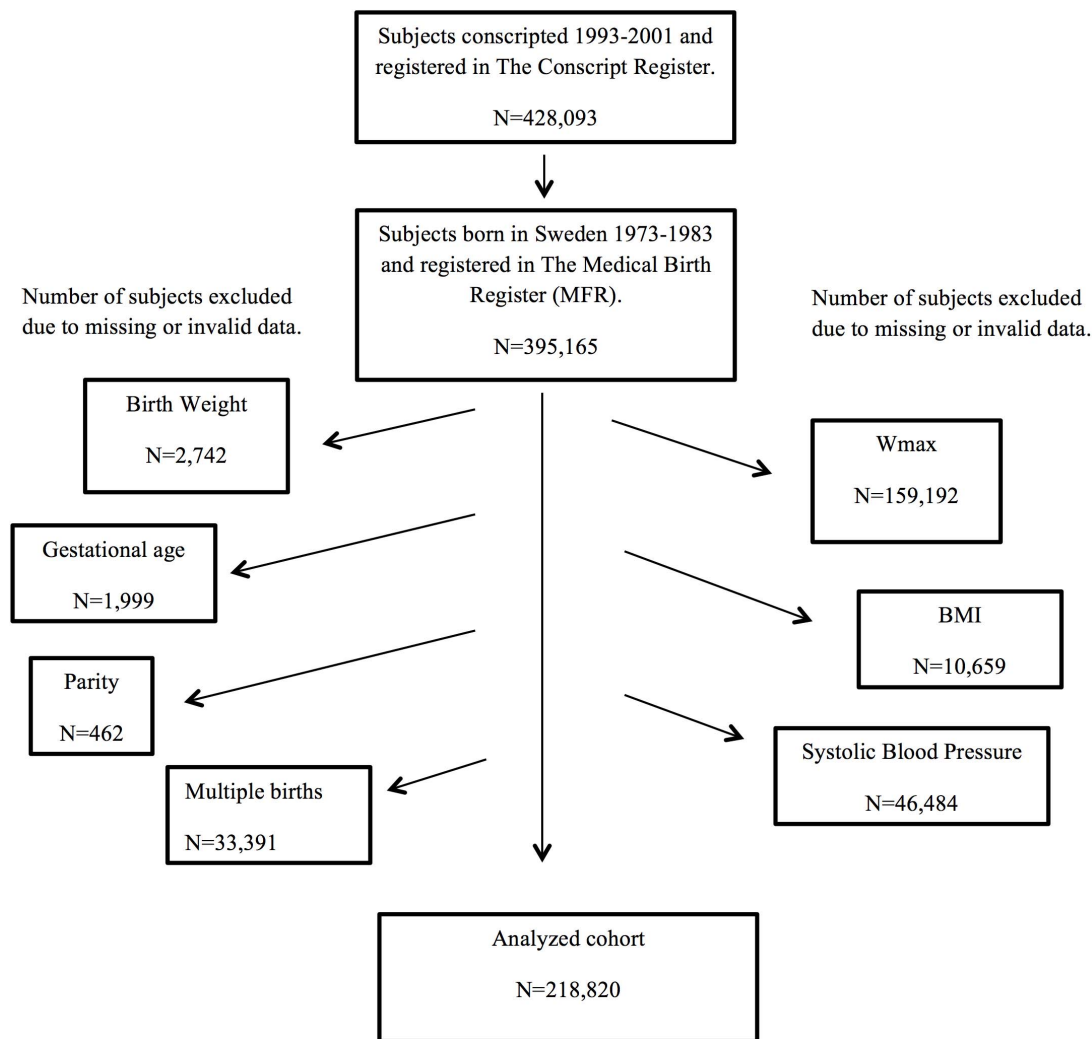 Subjects conscripted 1993-2001 and
registered in The Conscript Register.
N=428,093
Subjects born in Sweden 1973-1983
and registered in The Medical Birth
Register (MFR).
N=395,165
Number of subjects excluded
due to missing or invalid data.
Number of subjects excluded
due to missing or invalid data.
Birth Weight
N=2,742
Wmax
N=159,192
Gestational age
N=1,999
BMI
N=10,659
Parity
N=462
Systolic Blood Pressure
N=46,484
Multiple births
N=33,391
Analyzed cohort
N=218,820